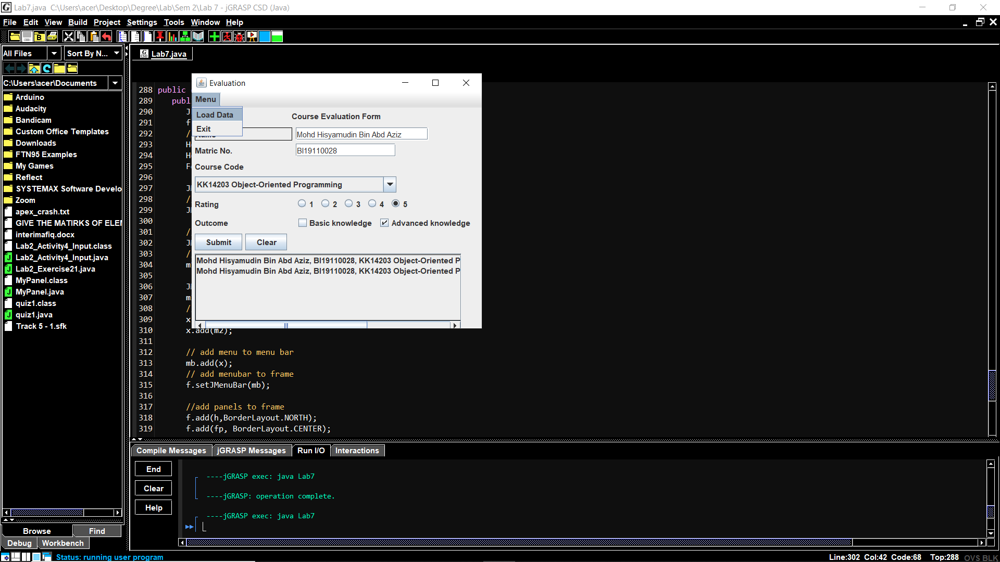 Lab7.java  C:\Users\acer\Desktop\Degree\Lab\Sem 2\Lab 7 - jGRASP CSD (Java)
File Edit View Build Project Settings Tools Window Help
All Files Sort By N...
C:\Users\acer\Documents
Arduino
Audacity
Bandicam
Custom Office Templates
Downloads
FTN95 Examples
My Games
Reflect
SYSTEMAX Software Develo
Zoom
apex_crash.txt
GIVE THE MATIRKS OF ELE
interimafiq.docx
Lab2_Activity4_Input.class
Lab2_Activity4_Input.java
Lab2_Exercise21.java
MyPanel.class
MyPanel.java
quiz1.class
quiz1.java
Track 5 - 1.sfk
Browse Find
Debug Workbench
Lab7.java
288 public
289 publ
290 J
291 f
292 /
293 H
294 H
295 F
296
297 J
298 /
299 J
300
301 /
302 J
303 /
304 m
305
306 J
307 m
308 /
309 x
310 x.add(m2);
311
312 // add menu to menu bar
313 mb.add(x);
314 // add menubar to frame
315 f.setJMenuBar(mb);
316
317 //add panels to frame
318 f.add(h,BorderLayout.NORTH);
319 f.add(fp, BorderLayout.CENTER);
Evaluation
Menu
Load Data
Exit
Course Evaluation Form
Name Mohd Hisyamudin Bin Abd Aziz
Matric No. BI19110028
Course Code
KK14203 Object-Oriented Programming
Rating 1 2 3 4 5
Outcome Basic knowledge Advanced knowledge
Submit Clear
Mohd Hisyamudin Bin Abd Aziz, BI19110028, KK14203 Object-Oriented P
Mohd Hisyamudin Bin Abd Aziz, BI19110028, KK14203 Object-Oriented P
Compile Messages jGRASP Messages Run I/O Interactions
End
Clear
Help
----jGRASP exec: java Lab7
----jGRASP: operation complete.
----jGRASP exec: java Lab7
Status: running user program
Line:302 Col:42 Code:68 Top:288 OVS BLK